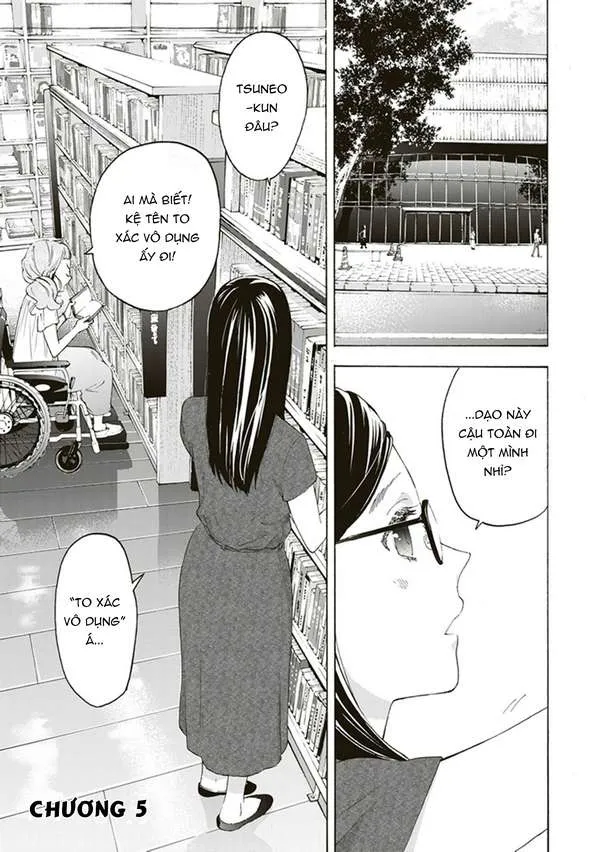 ...DẠO NÀY
CẬU TOÀN ĐI
MỘT MÌNH
NHỈ?
TSUNEO
-KUN
ĐÂU?
AI MÀ BIẾT!
KỆ TÊN TO
XÁC VÔ DỤNG
ẤY ĐI!
“TO XÁC
VÔ DỤNG”
Á...
CHƯƠNG 5